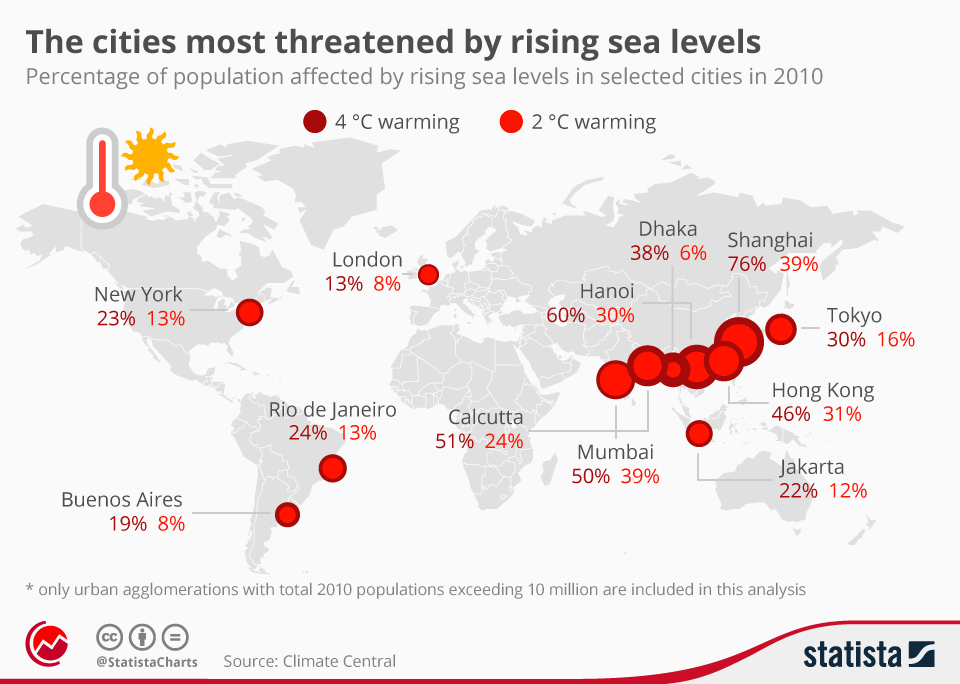 The cities most threatened by rising sea levels
Percentage of population affected by rising sea levels in selected cities in 2010
4 °C warming
2 °C warming
Dhaka
38% 6%
Shanghai
76% 39%
London
13% 8%
Hanoi
60% 30%
New York
23% 13%
Tokyo
30% 16%
Hong Kong
46% 31%
Rio de Janeiro
24% 13%
Calcutta
51% 24%
Mumbai
50% 39%
Jakarta
22% 12%
Buenos Aires
19% 8%
* only urban agglomerations with total 2010 populations exceeding 10 million are included in this analysis
cc
@StatistaCharts
Source: Climate Central
statista